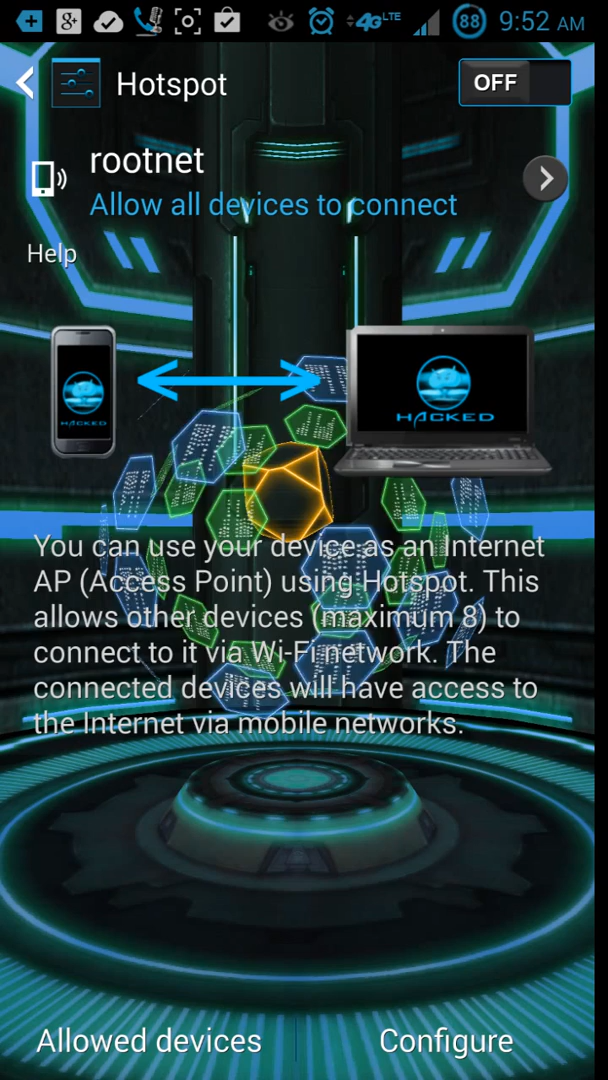 88 9:52 AM
4G LTE
Hotspot
OFF
rootnet
Allow all devices to connect
Help
HACKED
HACKED
You can use your device as an Internet
AP (Access Point) using Hotspot. This
allows other devices (maximum 8) to
connect to it via Wi-Fi network. The
connected devices will have access to
the Internet via mobile networks.
Allowed devices
Configure